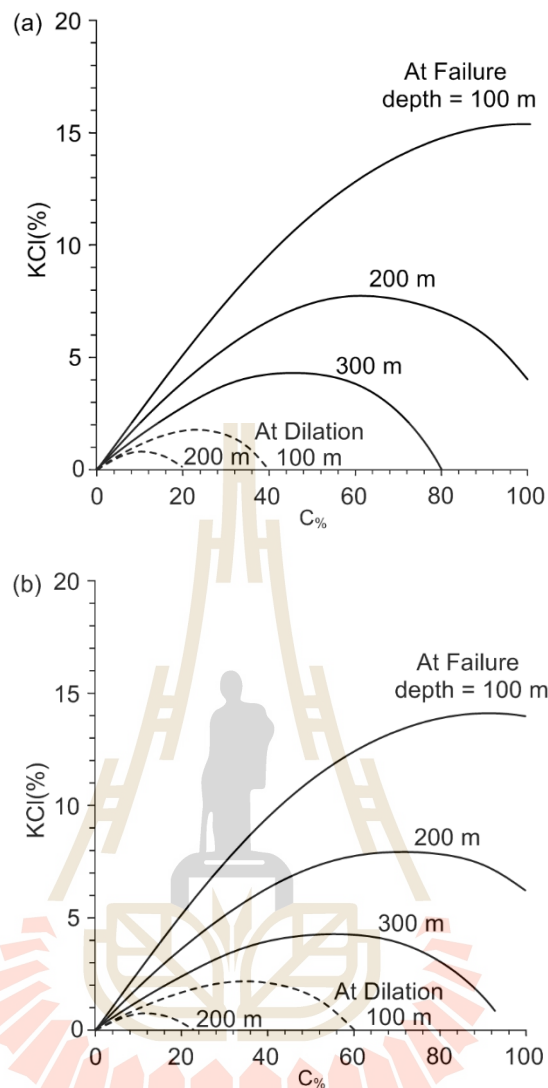 (a)
20
15
10
5
0
KCl(%)
At Failure
depth = 100 m
200 m
300 m
At Dilation
200 m
100 m
0
20
40
60
80
100
C%
(b)
20
15
10
5
0
KCl(%)
At Failure
depth = 100 m
200 m
300 m
At Dilation
200 m
100 m
0
20
40
60
80
100
C%